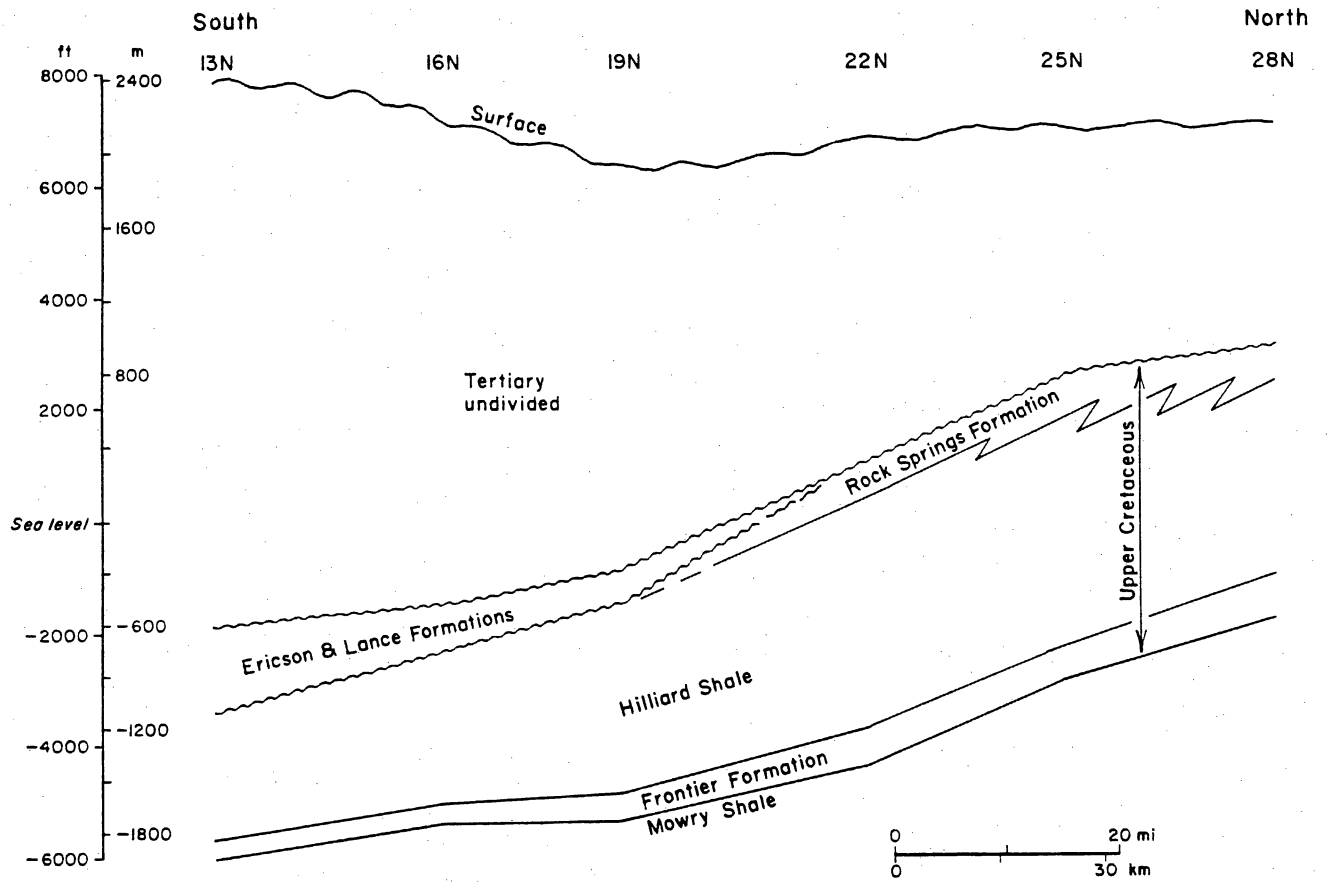 South
North
ft
m
13N
16N
19N
22N
25N
28N
8000
2400
Surface
6000
1600
4000
800
Tertiary
undivided
2000
Rock Springs Formation
Upper Cretaceous
Sea level
-600
-2000
Ericson & Lance Formations
Hilliard Shale
-1200
-4000
Frontier Formation
Mowry Shale
-1800
-6000
0
20 mi
0
30 km